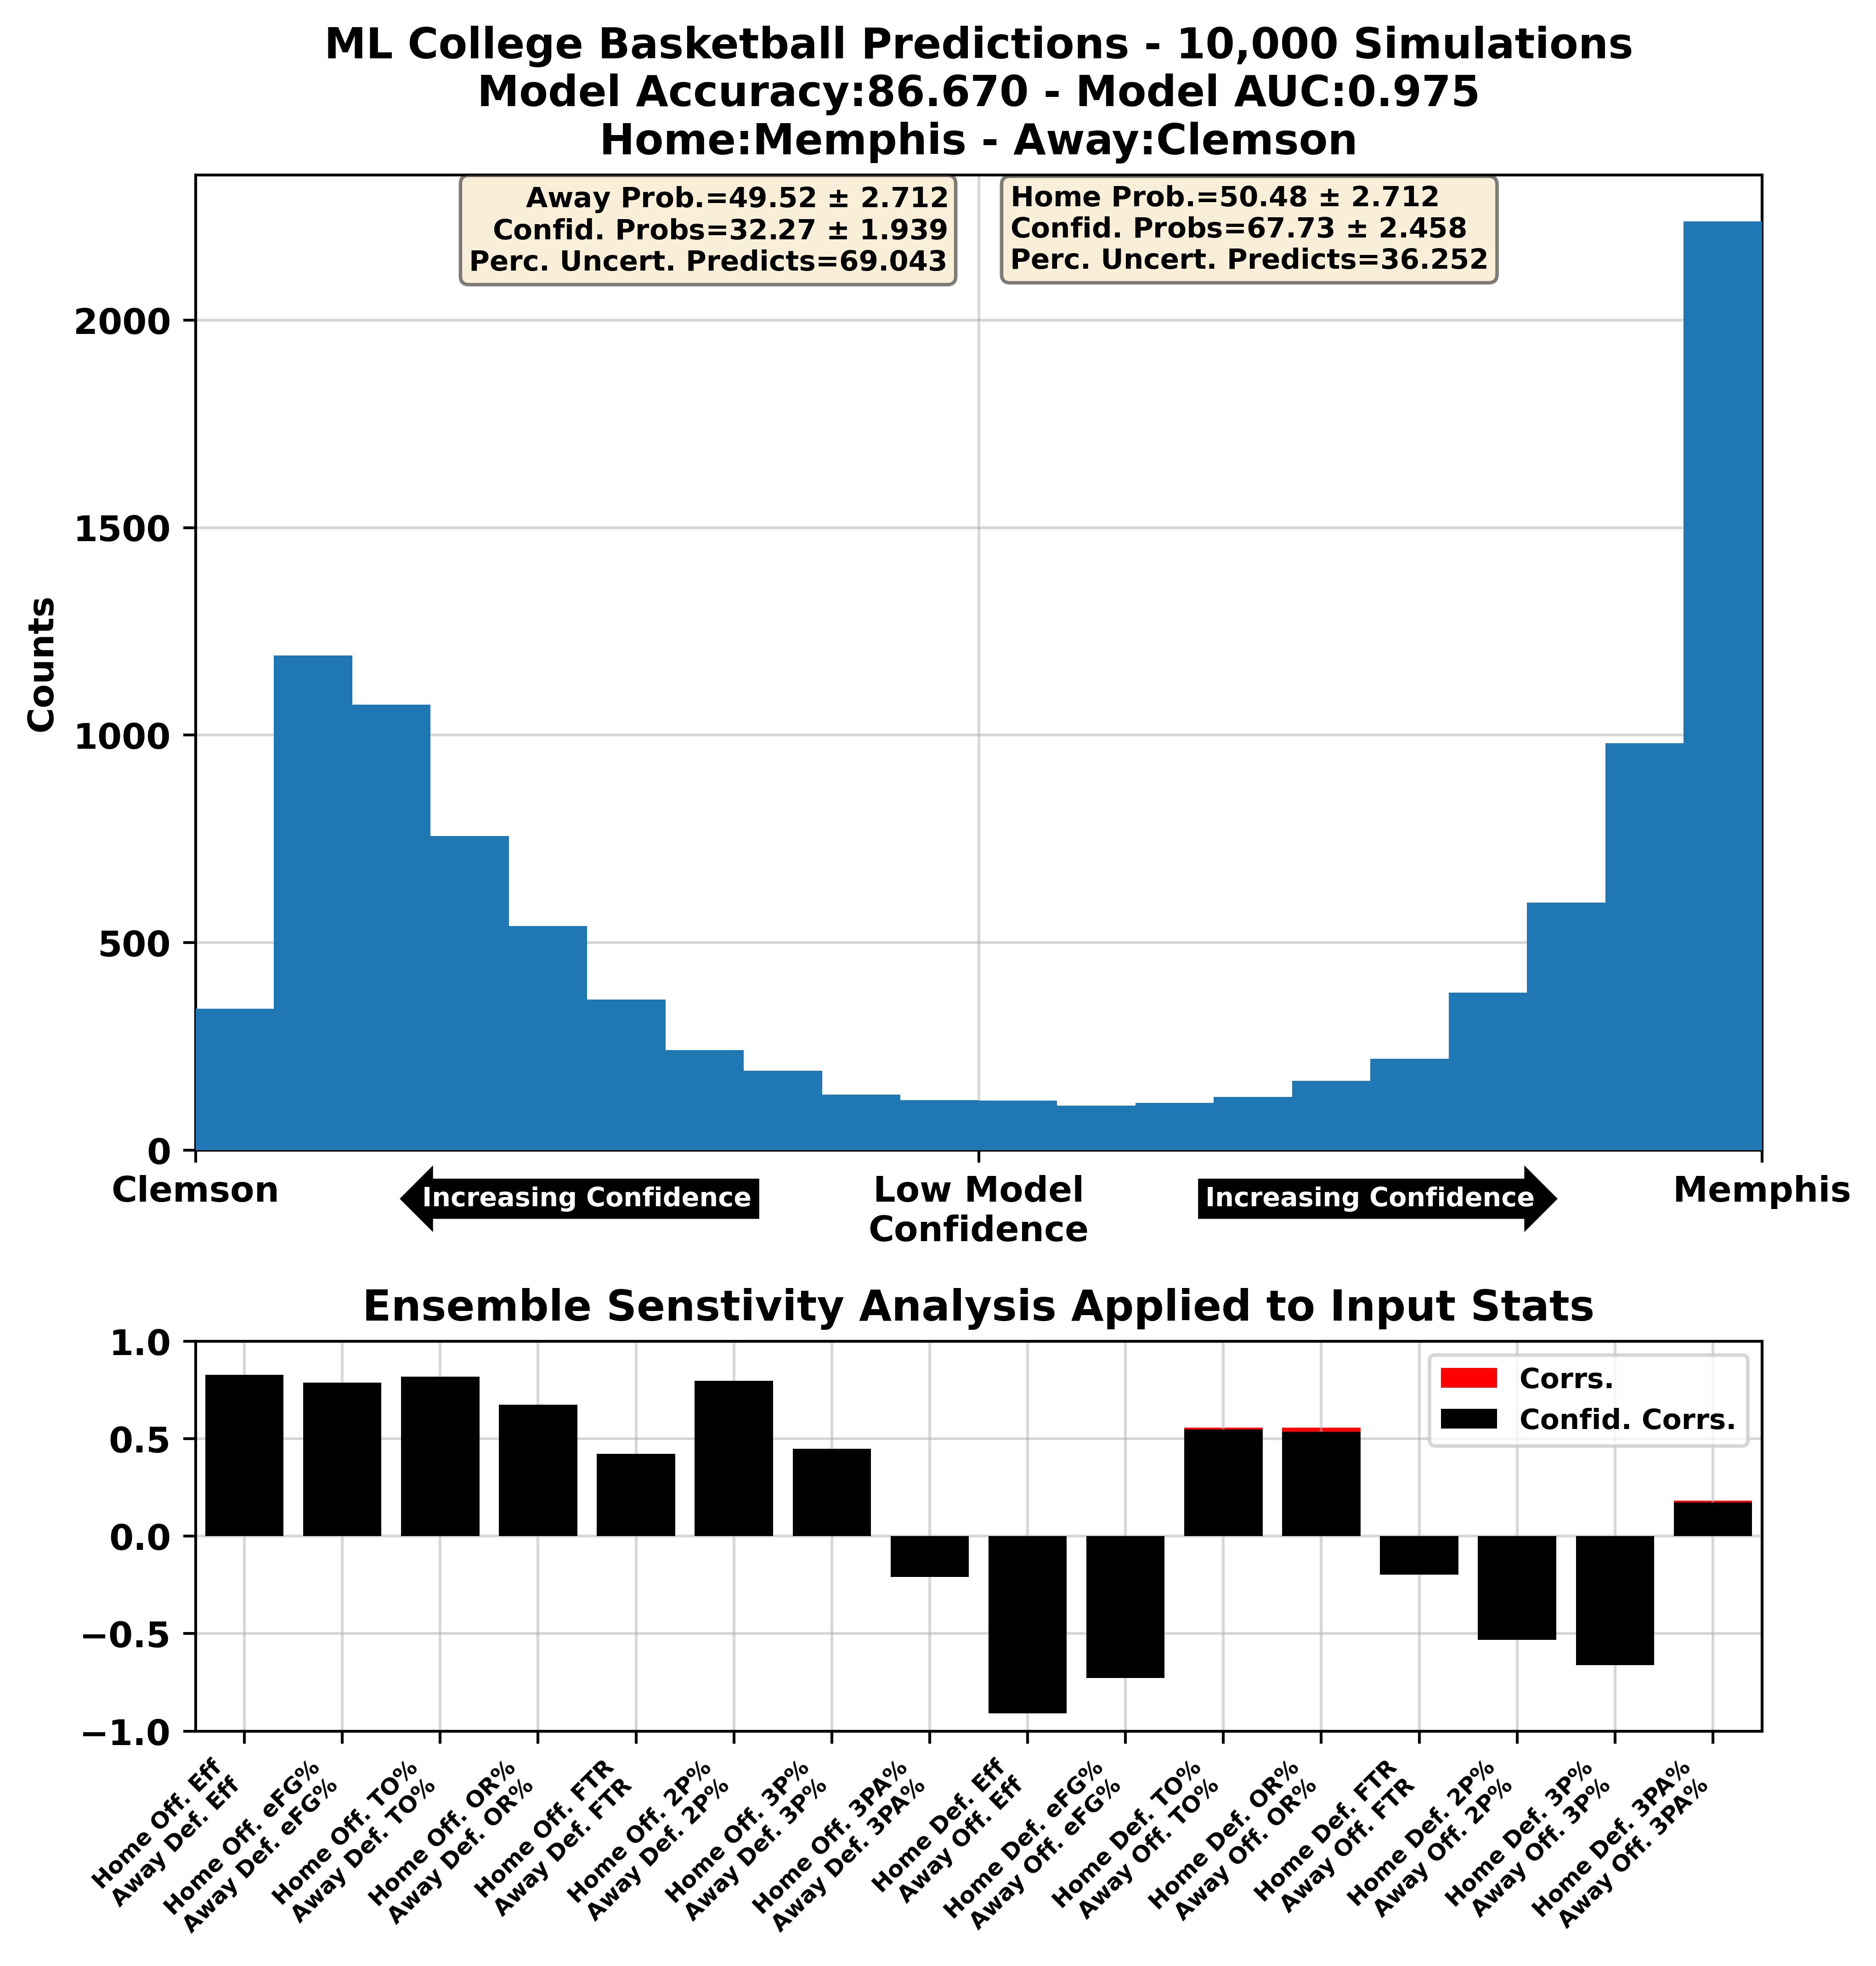 ML College Basketball Predictions - 10,000 Simulations
Model Accuracy:86.670 - Model AUC:0.975
Home:Memphis - Away:Clemson
Away Prob.=49.52 ± 2.712
Confid. Probs=32.27 ± 1.939
Perc. Uncert. Predicts=69.043
Home Prob.=50.48 ± 2.712
Confid. Probs=67.73 ± 2.458
Perc. Uncert. Predicts=36.252
2000
1500
1000
500
0
Counts
Clemson
Increasing Confidence
Low Model
Confidence
Increasing Confidence
Memphis
Ensemble Senstivity Analysis Applied to Input Stats
1.0
0.5
0.0
−0.5
−1.0
Corrs.
Confid. Corrs.
Home Off. Eff
Away Def. Eff
Home Off. eFG%
Away Def. eFG%
Home Off. TO%
Away Def. TO%
Home Off. OR%
Away Def. OR%
Home Off. FTR
Away Def. FTR
Home Off. 2P%
Away Def. 2P%
Home Off. 3P%
Away Def. 3P%
Home Off. 3PA%
Away Def. 3PA%
Home Def. Eff
Away Off. Eff
Home Def. eFG%
Away Off. eFG%
Home Def. TO%
Away Off. TO%
Home Def. OR%
Away Off. OR%
Home Def. FTR
Away Off. FTR
Home Def. 2P%
Away Off. 2P%
Home Def. 3P%
Away Off. 3P%
Home Def. 3PA%
Away Off. 3PA%